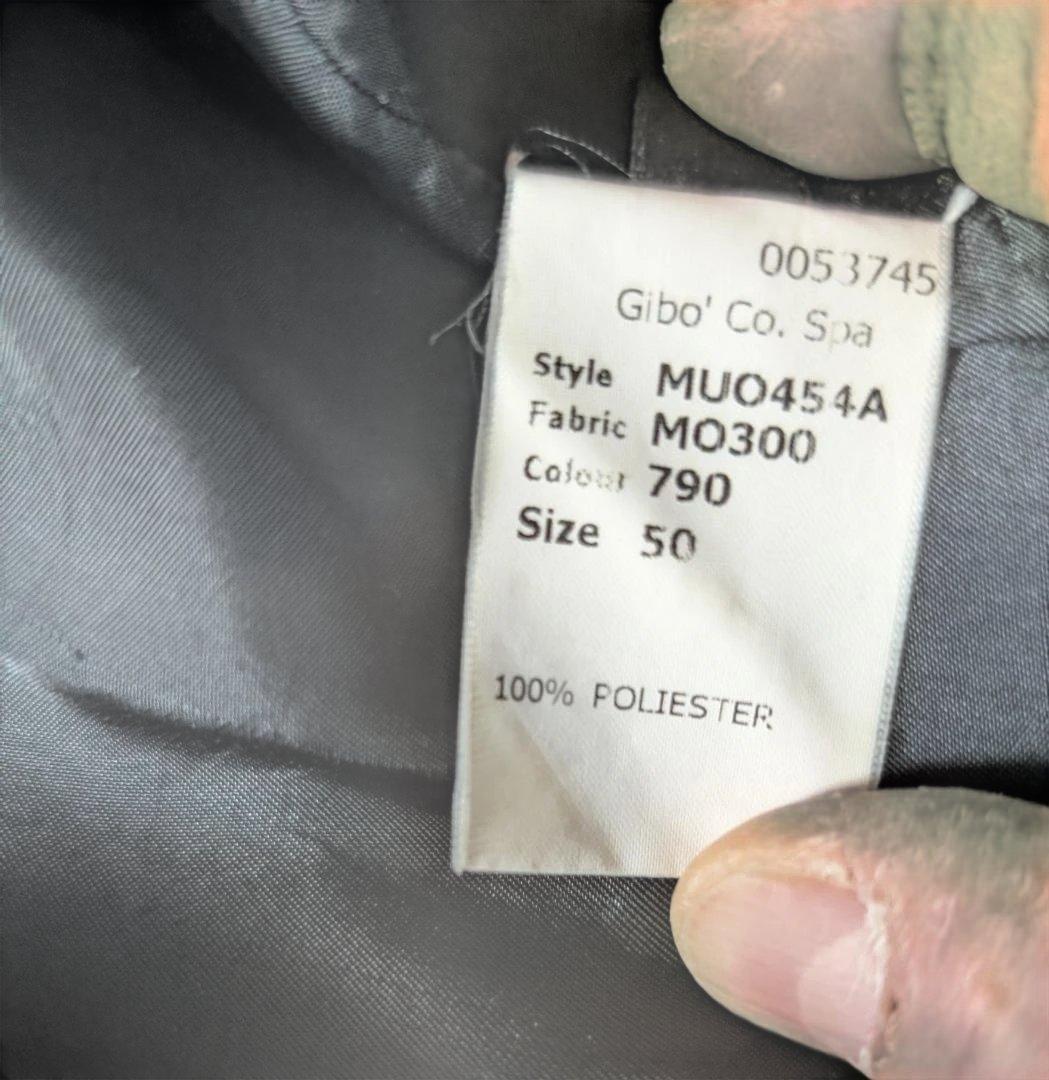 0053745
Gibo' Co. Spa
Style MUO454A
Fabric MO300
Colour 790
Size 50
100% POLIESTER